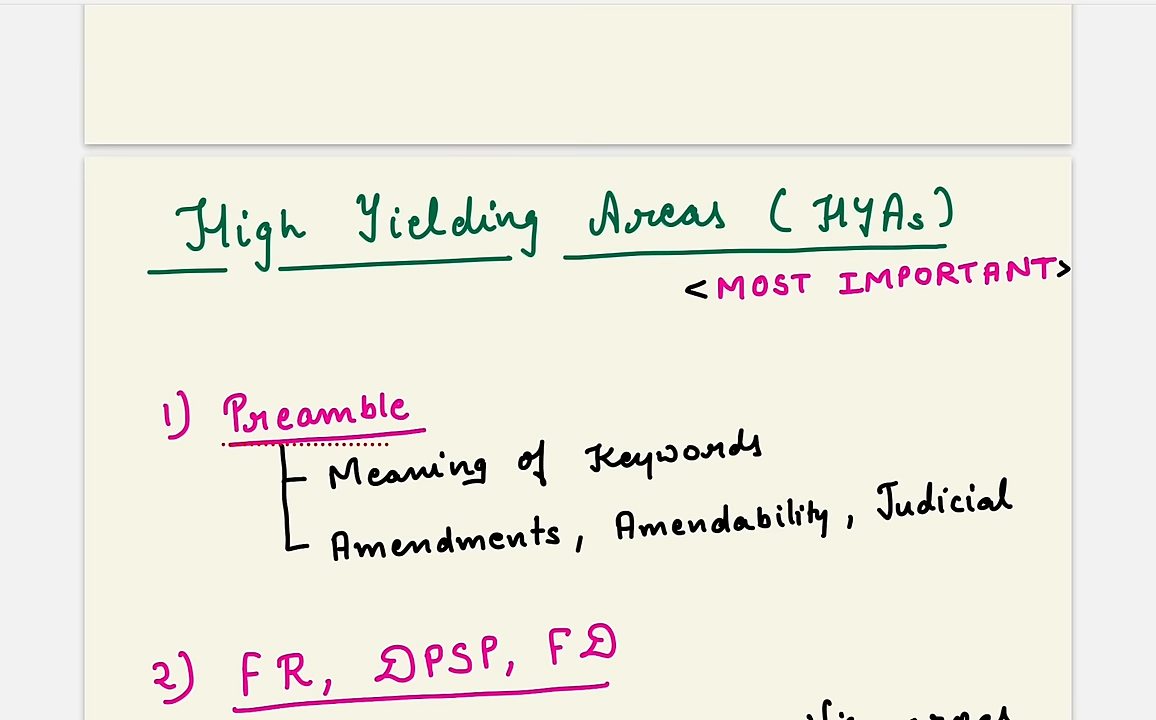 High Yielding Areas (HYAs)
<MOST IMPORTANT>
1) Preamble
Meaning of Keywords
Amendments, Amendability, Judicial
2) FR, DPSP, FD